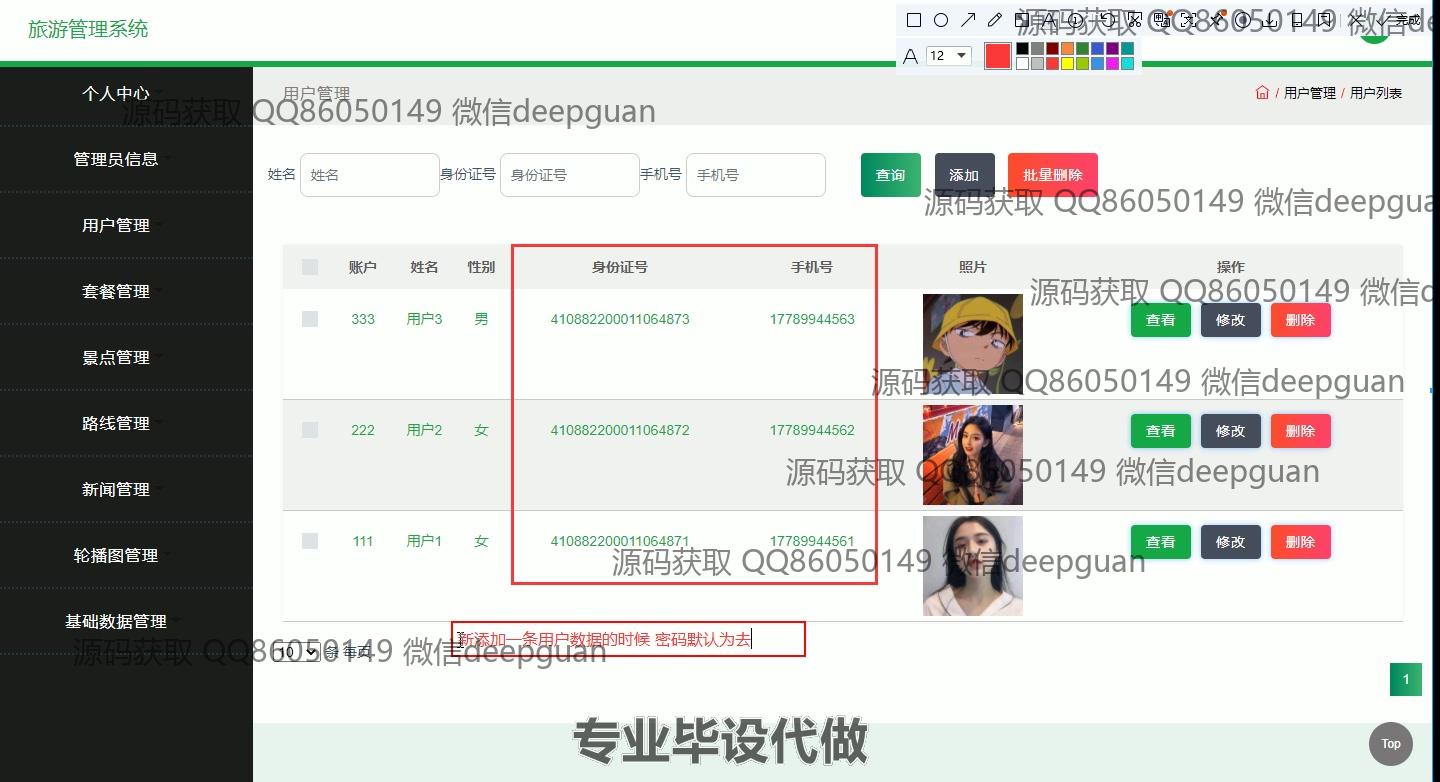 旅游管理系统
源码获取 QQ86050149 微信de
完成
A 12
个人中心
管理员信息
用户管理
套餐管理
景点管理
路线管理
新闻管理
轮播图管理
基础数据管理
用户管理
/ 用户管理 / 用户列表
源码获取 QQ86050149 微信deepguan
姓名 姓名 身份证号 身份证号 手机号 手机号 查询 添加 批量删除
源码获取 QQ86050149 微信deepgua
账户 姓名 性别 身份证号 手机号 照片 操作
源码获取 QQ86050149 微信d
333 用户3 男 410882200011064873 17789944563 查看 修改 删除
源码获取 QQ86050149 微信deepguan
222 用户2 女 410882200011064872 17789944562 查看 修改 删除
源码获取 QQ86050149 微信deepguan
111 用户1 女 410882200011064871 17789944561 查看 修改 删除
源码获取 QQ86050149 微信deepguan
新添加一条用户数据的时候 密码默认为去
10 条 每页
源码获取 QQ86050149 微信deepguan
1
专业毕设代做
Top